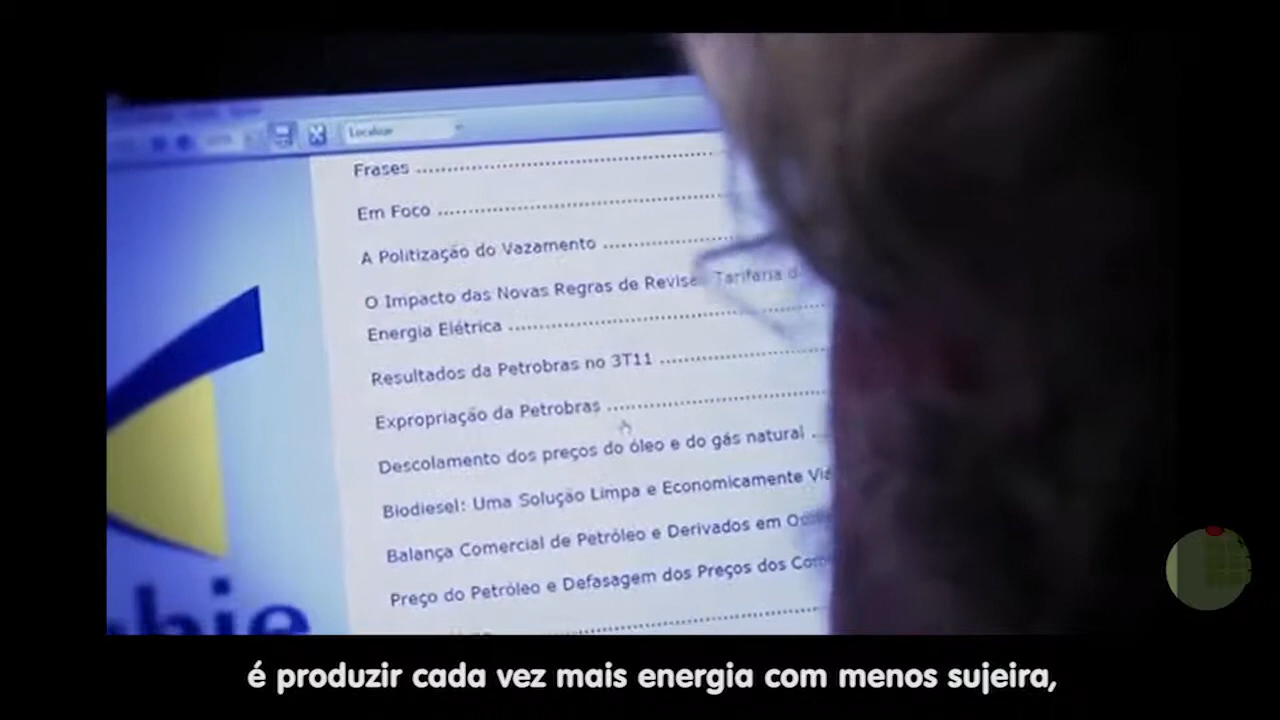 Localizar
Frases ........................................
Em Foco ........................................
A Politização do Vazamento ....................
O Impacto das Novas Regras de Revisão Tarifária d
Energia Elétrica ........................................
Resultados da Petrobras no 3T11 ....................
Expropriação da Petrobras ....................
Descolamento dos preços do óleo e do gás natural ...
Biodiesel: Uma Solução Limpa e Economicamente
Balança Comercial de Petróleo e Derivados em
Preço do Petróleo e Defasagem dos Preços dos
bie
é produzir cada vez mais energia com menos sujeira,